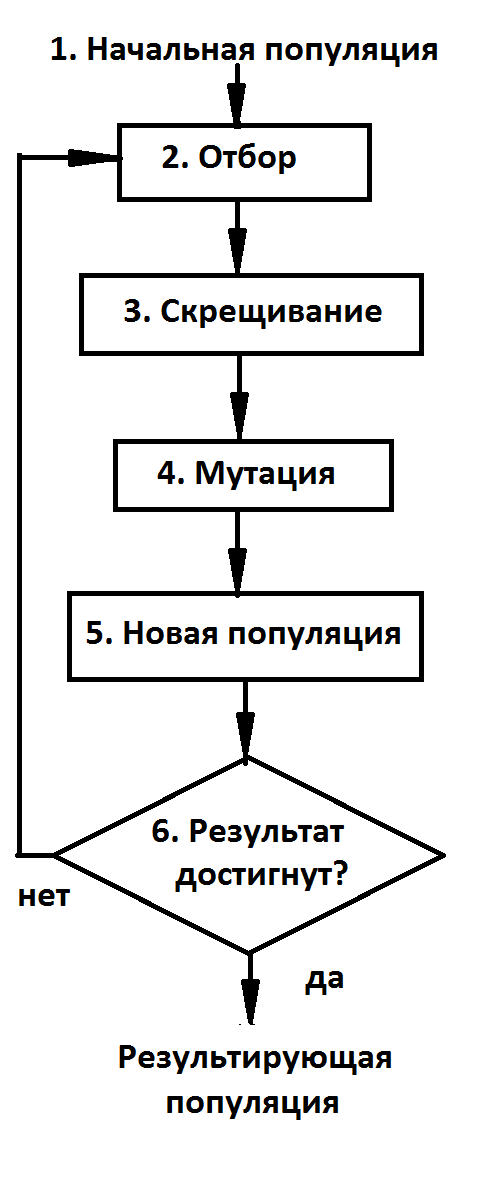 1. Начальная популяция
2. Отбор
3. Скрещивание
4. Мутация
5. Новая популяция
6. Результат
достигнут?
нет
да
Результирующая
популяция